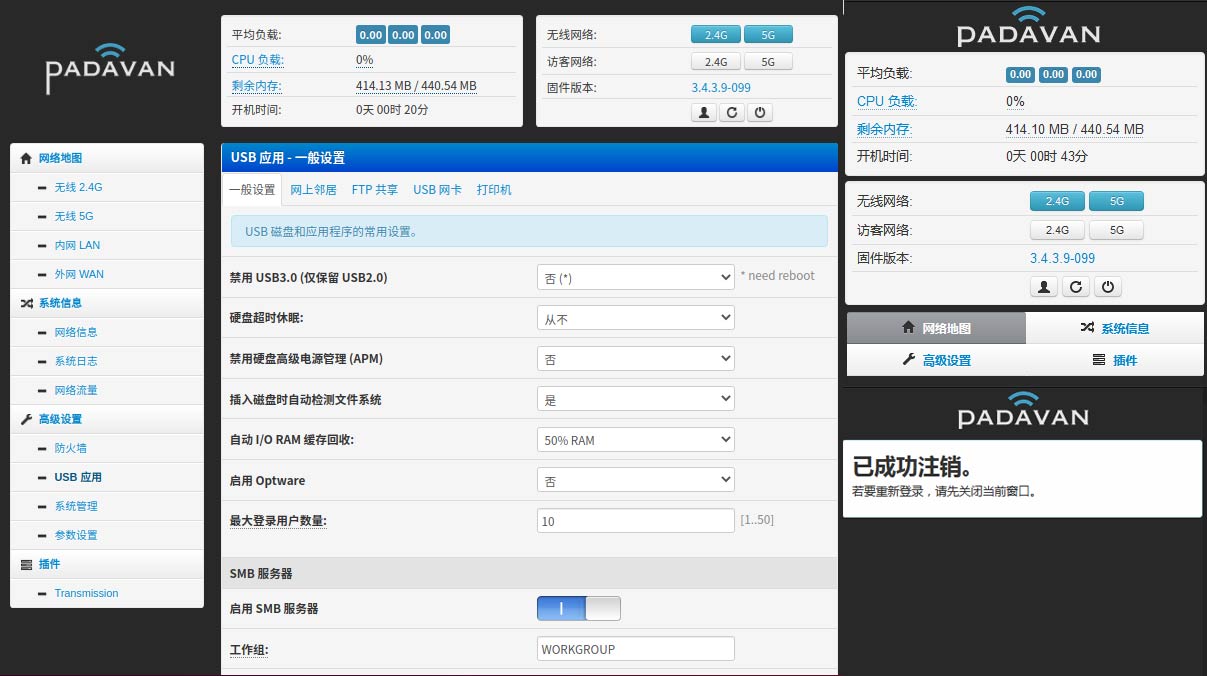 PADAVAN
平均负载: 0.00 0.00 0.00
CPU 负载: 0%
剩余内存: 414.13 MB / 440.54 MB
开机时间: 0天 00时 20分
无线网络: 2.4G 5G
访客网络: 2.4G 5G
固件版本: 3.4.3.9-099
网络地图
无线 2.4G
无线 5G
内网 LAN
外网 WAN
系统信息
网络信息
系统日志
网络流量
高级设置
防火墙
USB 应用
系统管理
参数设置
插件
Transmission
USB 应用 - 一般设置
一般设置 网上邻居 FTP 共享 USB 网卡 打印机
USB 磁盘和应用程序的常用设置。
禁用 USB3.0 (仅保留 USB2.0) 否 (*) * need reboot
硬盘超时休眠: 从不
禁用硬盘高级电源管理 (APM) 否
插入磁盘时自动检测文件系统 是
自动 I/O RAM 缓存回收: 50% RAM
启用 Optware 否
最大登录用户数量: 10 [1..50]
SMB 服务器
启用 SMB 服务器
工作组: WORKGROUP
PADAVAN
平均负载: 0.00 0.00 0.00
CPU 负载: 0%
剩余内存: 414.10 MB / 440.54 MB
开机时间: 0天 00时 43分
无线网络: 2.4G 5G
访客网络: 2.4G 5G
固件版本: 3.4.3.9-099
网络地图 系统信息
高级设置 插件
PADAVAN
已成功注销。
若要重新登录，请先关闭当前窗口。